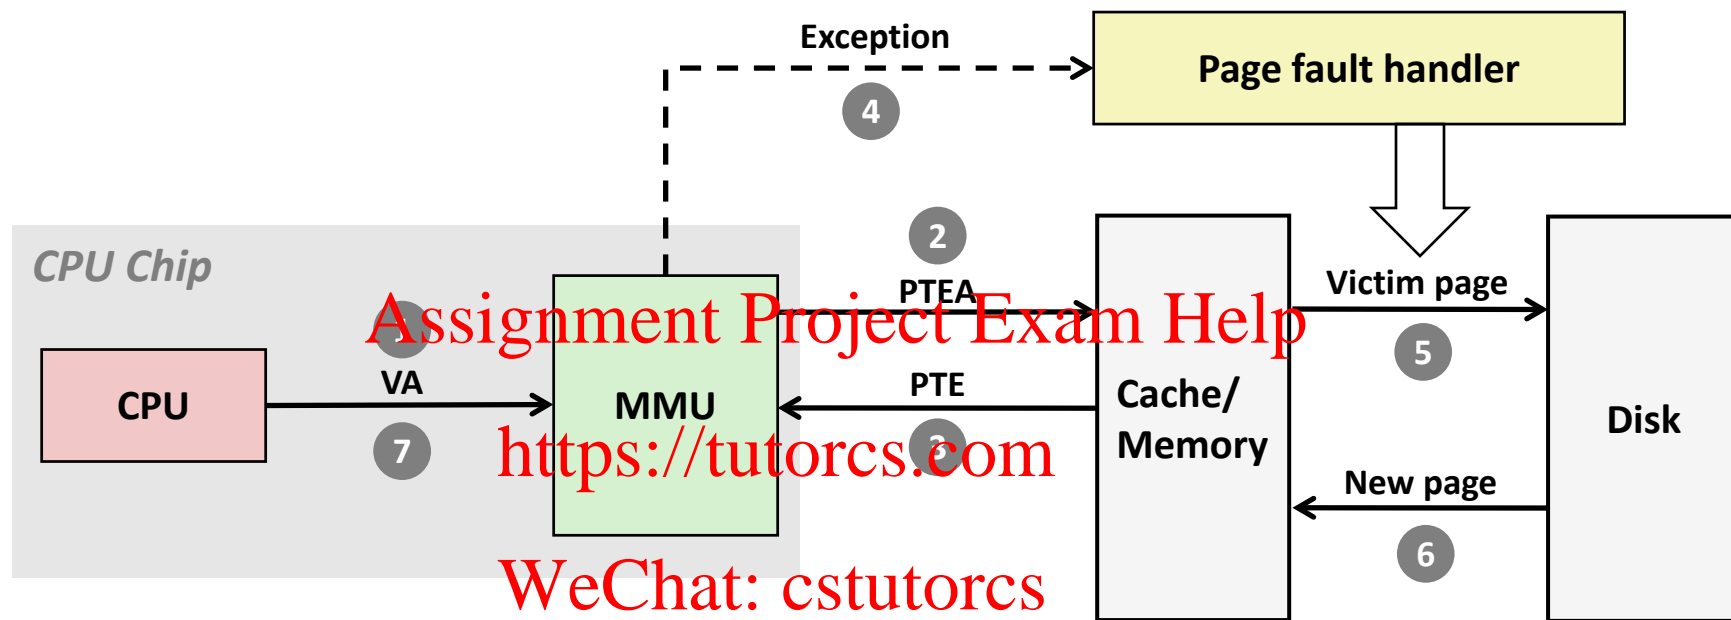 Exception
Page fault handler
4
2
CPU Chip
PTEA
Victim page
Assignment Project Exam Help
5
VA
PTE
CPU
MMU
Cache/
Memory
Disk
7
3
https://tutorcs.com
New page
6
WeChat: cstutorcs